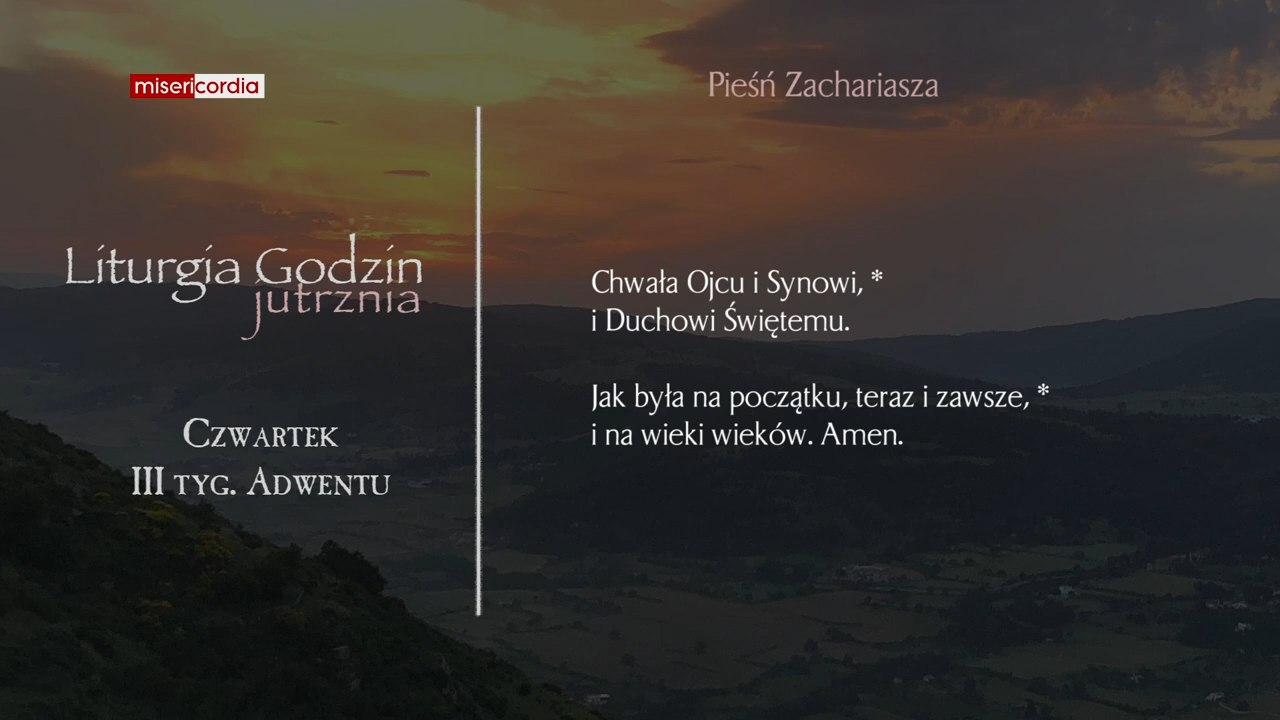 misericordia
Pieśń Zachariasza
Liturgia Godzin
jutrznia
Czwartek
III tyg. Adwentu
Chwała Ojcu i Synowi, *
i Duchowi Świętemu.
Jak była na początku, teraz i zawsze, *
i na wieki wieków. Amen.